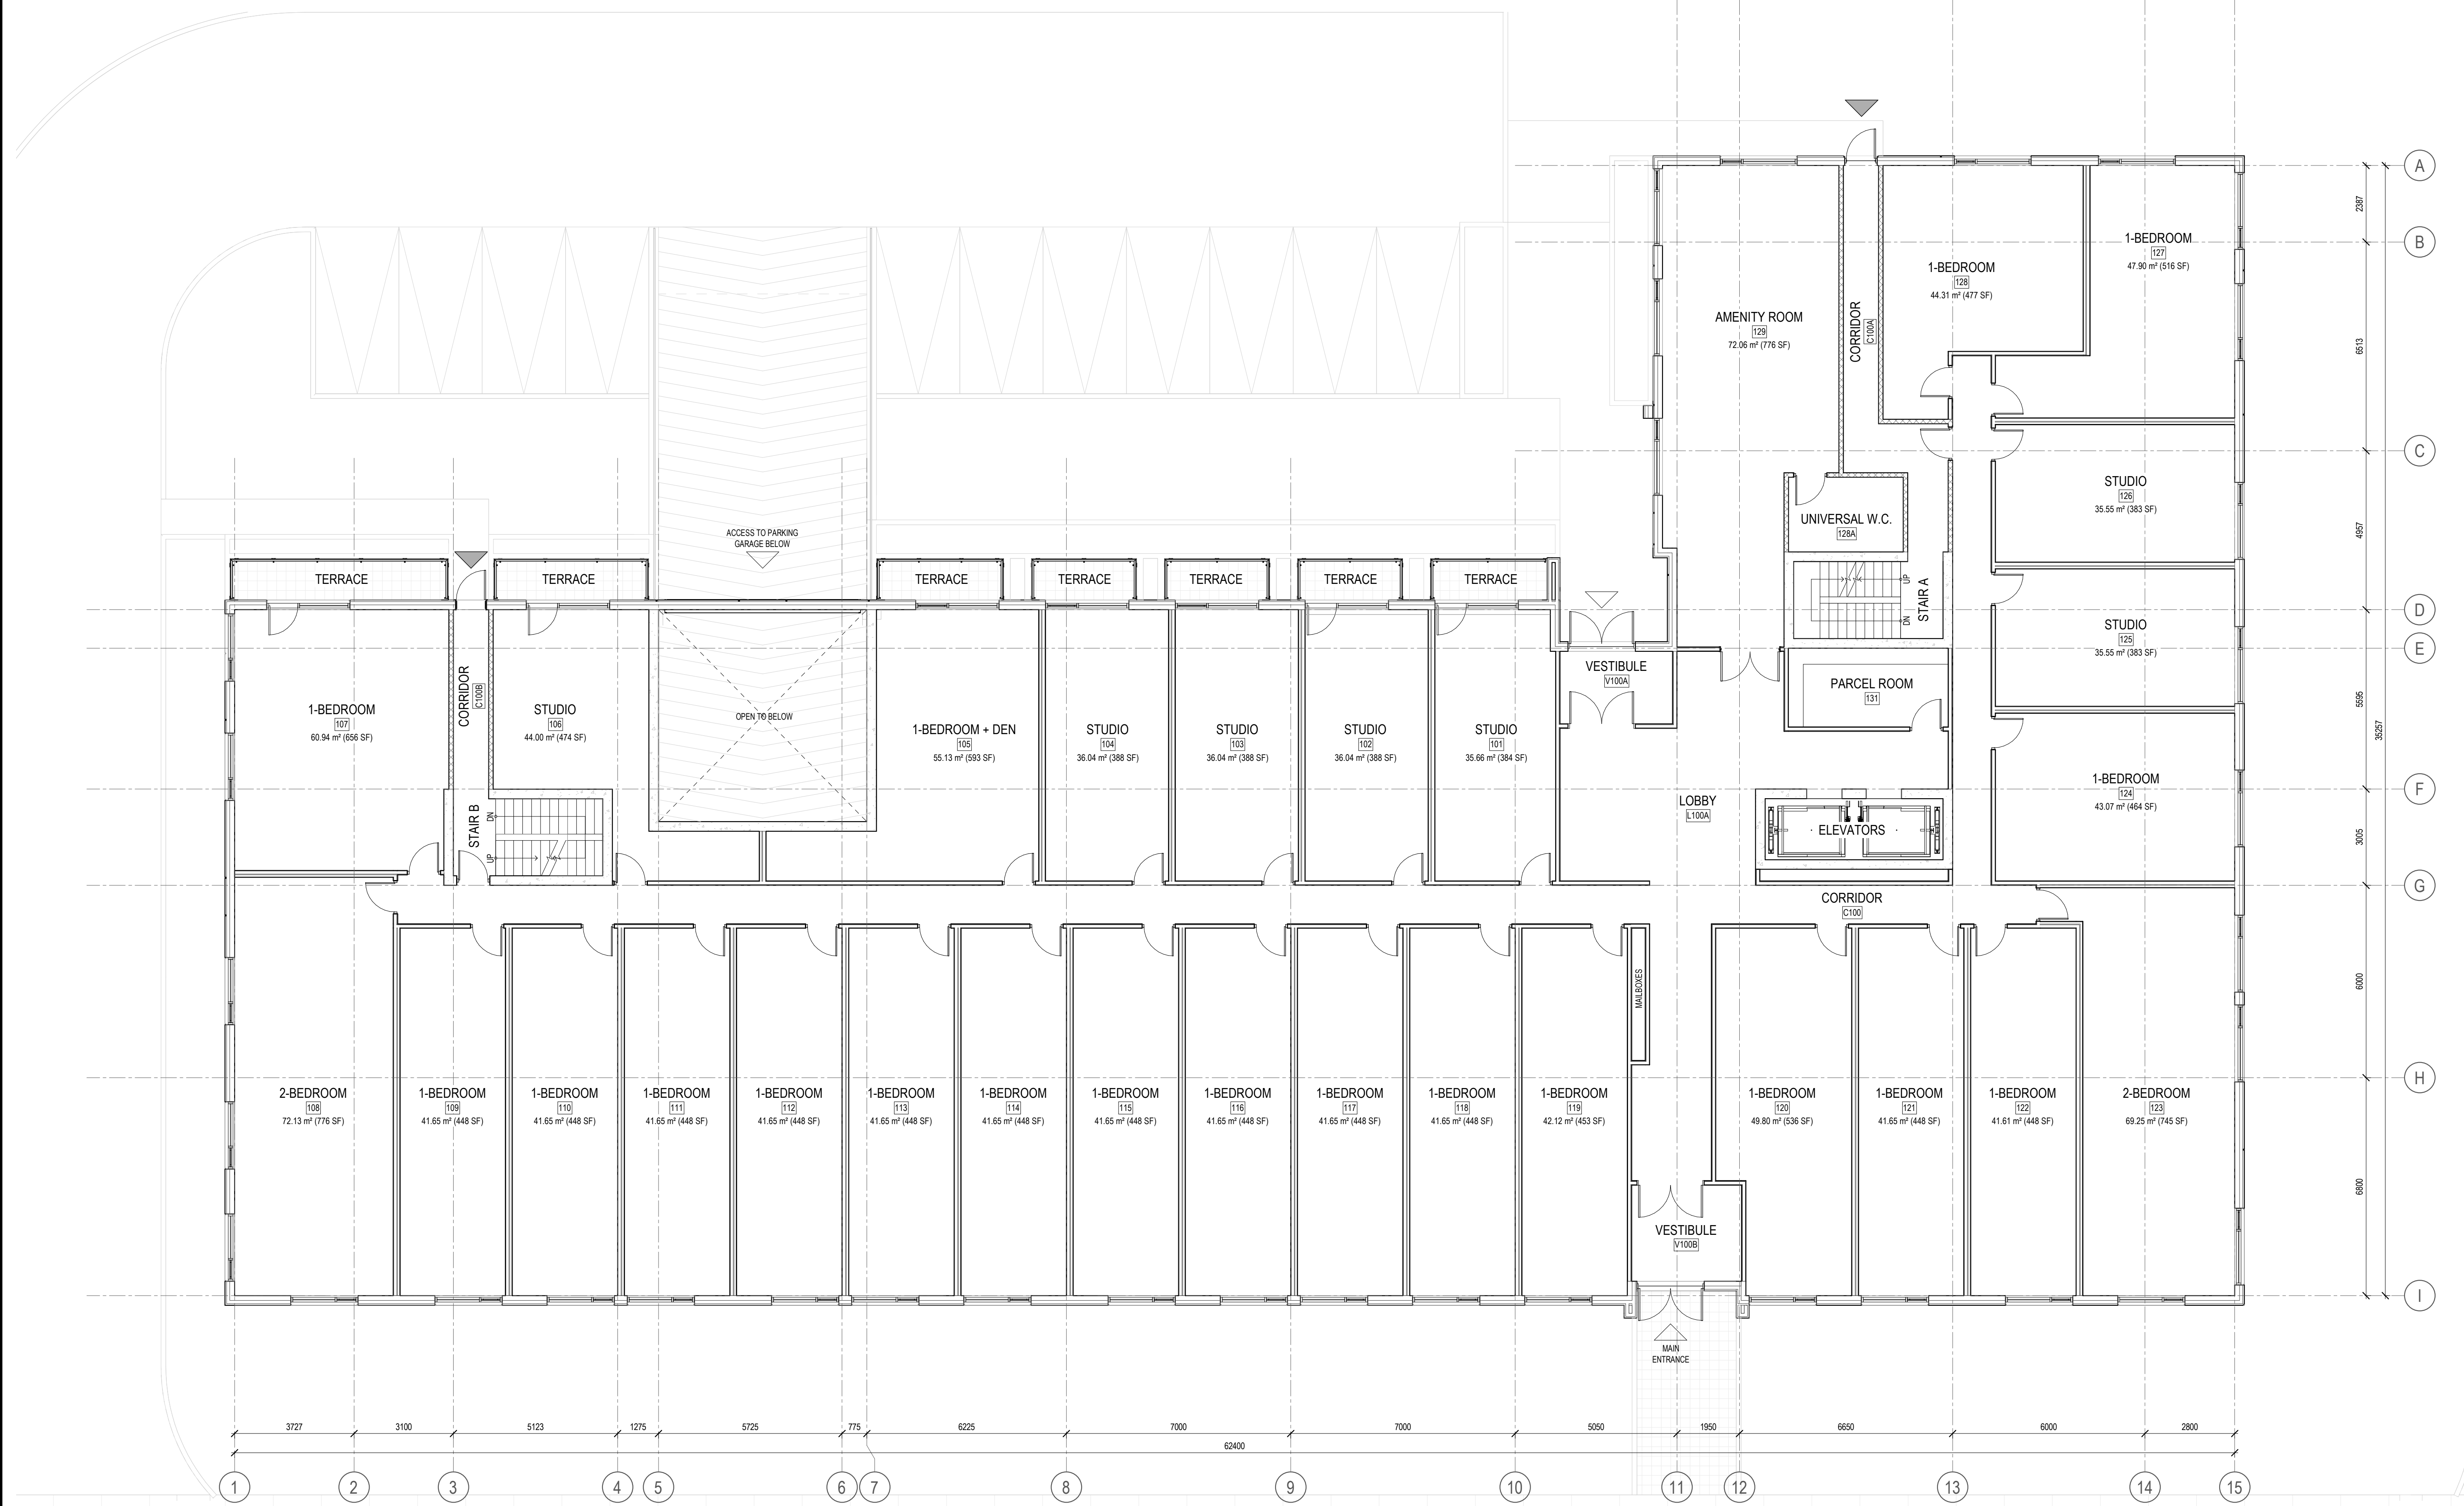 A
2387
B
1-BEDROOM
127
47.90 m² (516 SF)
1-BEDROOM
128
44.31 m² (477 SF)
AMENITY ROOM
129
72.06 m² (776 SF)
CORRIDOR
C100A
6513
C
STUDIO
126
35.55 m² (383 SF)
UNIVERSAL W.C.
128A
4957
ACCESS TO PARKING
GARAGE BELOW
TERRACE
TERRACE
TERRACE
TERRACE
TERRACE
TERRACE
TERRACE
UP
DN
STAIR A
D
STUDIO
125
35.55 m² (383 SF)
E
VESTIBULE
V100A
PARCEL ROOM
131
5595
35257
1-BEDROOM
107
60.94 m² (656 SF)
CORRIDOR
C100B
STUDIO
106
44.00 m² (474 SF)
OPEN TO BELOW
1-BEDROOM + DEN
105
55.13 m² (593 SF)
STUDIO
104
36.04 m² (388 SF)
STUDIO
103
36.04 m² (388 SF)
STUDIO
102
36.04 m² (388 SF)
STUDIO
101
35.66 m² (384 SF)
1-BEDROOM
124
43.07 m² (464 SF)
F
LOBBY
L100A
ELEVATORS
STAIR B
DN
UP
3005
G
CORRIDOR
C100
6000
MAILBOXES
H
2-BEDROOM
108
72.13 m² (776 SF)
1-BEDROOM
109
41.65 m² (448 SF)
1-BEDROOM
110
41.65 m² (448 SF)
1-BEDROOM
111
41.65 m² (448 SF)
1-BEDROOM
112
41.65 m² (448 SF)
1-BEDROOM
113
41.65 m² (448 SF)
1-BEDROOM
114
41.65 m² (448 SF)
1-BEDROOM
115
41.65 m² (448 SF)
1-BEDROOM
116
41.65 m² (448 SF)
1-BEDROOM
117
41.65 m² (448 SF)
1-BEDROOM
118
41.65 m² (448 SF)
1-BEDROOM
119
42.12 m² (453 SF)
1-BEDROOM
120
49.80 m² (536 SF)
1-BEDROOM
121
41.65 m² (448 SF)
1-BEDROOM
122
41.61 m² (448 SF)
2-BEDROOM
123
69.25 m² (745 SF)
6800
VESTIBULE
V100B
I
MAIN
ENTRANCE
3727
3100
5123
1275
5725
775
6225
7000
7000
5050
1950
6650
6000
2800
62400
1
2
3
4
5
6
7
8
9
10
11
12
13
14
15